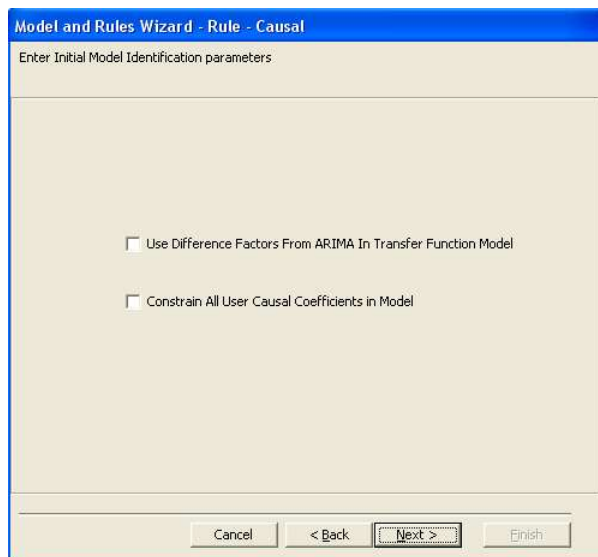 Model and Rules Wizard - Rule - Causal
Enter Initial Model Identification parameters
Use Difference Factors From ARIMA In Transfer Function Model
Constrain All User Causal Coefficients in Model
Cancel
< Back
Next >
Finish